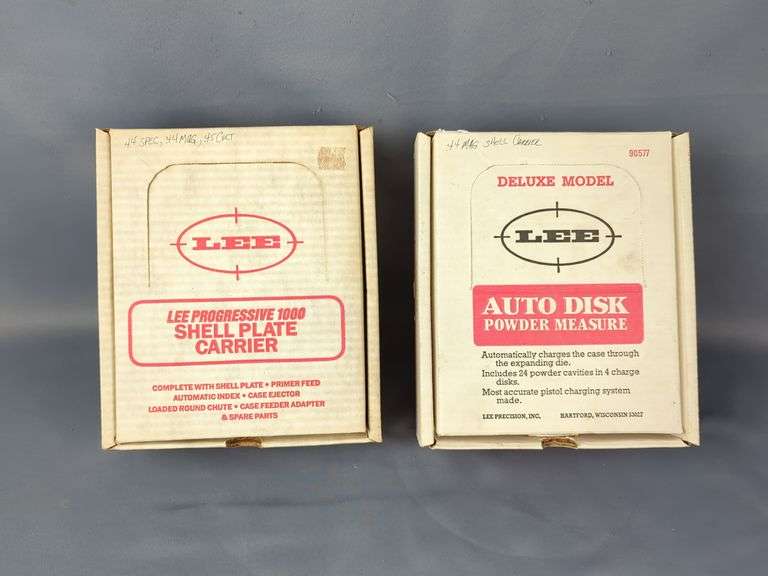 44 SPEC, 44 MAG, 45 COLT
LEE
LEE PROGRESSIVE 1000
SHELL PLATE
CARRIER
COMPLETE WITH SHELL PLATE • PRIMER FEED
AUTOMATIC INDEX • CASE EJECTOR
LOADED ROUND CHUTE • CASE FEEDER ADAPTER
& SPARE PARTS
44 MAG SHELL CARRIER
90577
DELUXE MODEL
LEE
AUTO DISK
POWDER MEASURE
Automatically charges the case through
the expanding die.
Includes 24 powder cavities in 4 charge
disks.
Most accurate pistol charging system
made.
LEE PRECISION, INC. HARTFORD, WISCONSIN 53027